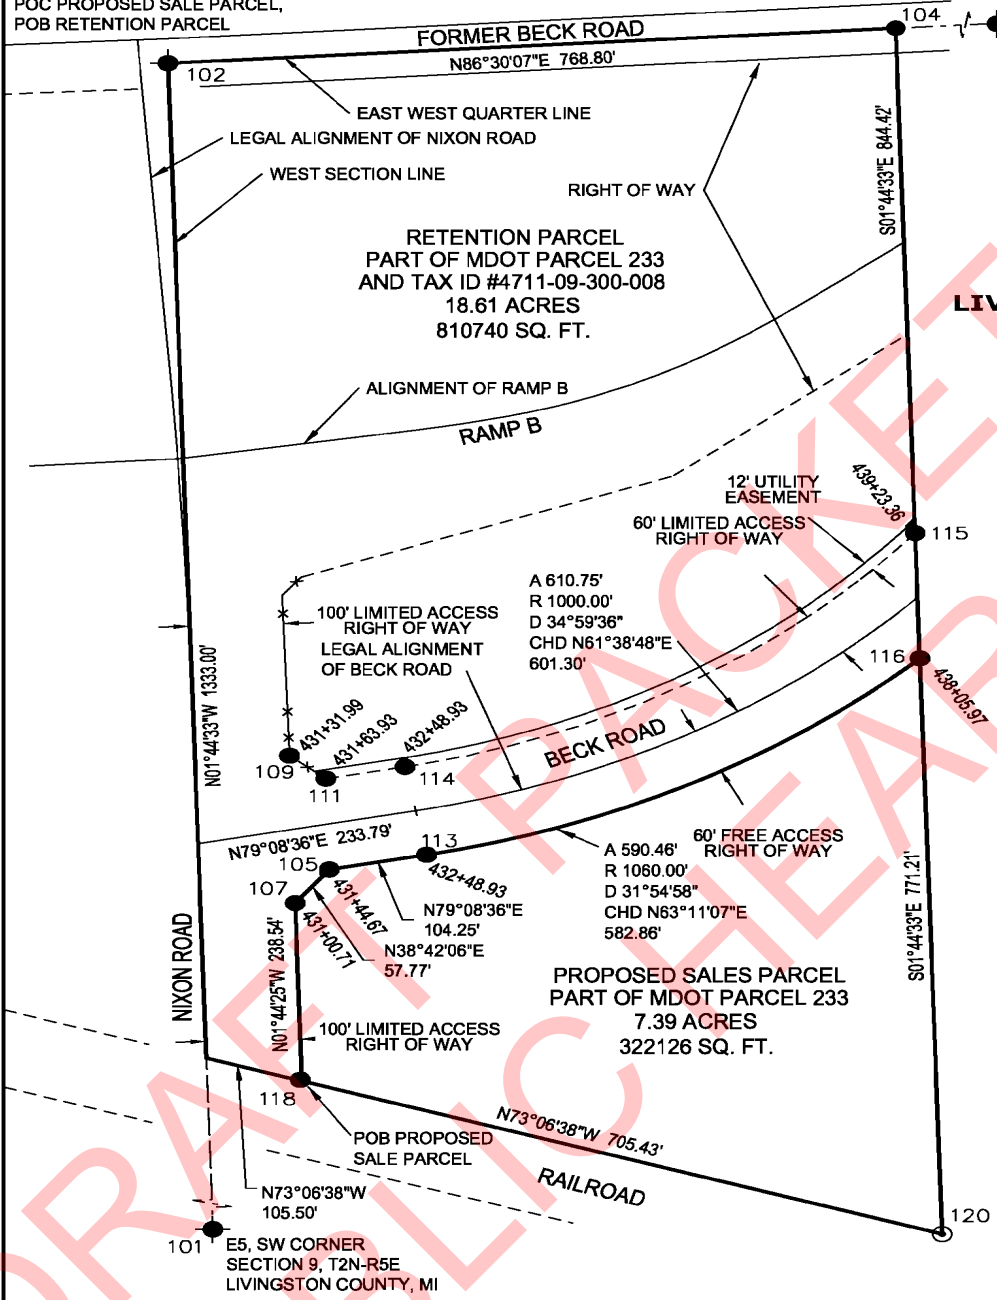 POC PROPOSED SALE PARCEL,
POB RETENTION PARCEL
104
FORMER BECK ROAD
N86°30'07"E 768.80'
102
EAST WEST QUARTER LINE
LEGAL ALIGNMENT OF NIXON ROAD
WEST SECTION LINE
RIGHT OF WAY
S01°44'33"E 844.42'
RETENTION PARCEL
PART OF MDOT PARCEL 233
AND TAX ID #4711-09-300-008
18.61 ACRES
810740 SQ. FT.
LIV
ALIGNMENT OF RAMP B
RAMP B
12' UTILITY
EASEMENT
439+23.36
60' LIMITED ACCESS
RIGHT OF WAY
115
A 610.75'
R 1000.00'
D 34°59'36"
CHD N61°38'48"E
601.30'
100' LIMITED ACCESS
RIGHT OF WAY
LEGAL ALIGNMENT
OF BECK ROAD
116
438+05.97
N01°44'33"W 1333.00'
431+31.99
431+63.93
432+48.93
109
111
114
BECK ROAD
N79°08'36"E 233.79'
113
432+48.93
60' FREE ACCESS
RIGHT OF WAY
A 590.46'
R 1060.00'
D 31°54'58"
CHD N63°11'07"E
582.86'
105
107
431+44.67
431+00.71
N79°08'36"E
104.25'
N38°42'06"E
57.77'
S01°44'33"E 771.21'
NIXON ROAD
N01°44'25"W 238.54'
PROPOSED SALES PARCEL
PART OF MDOT PARCEL 233
7.39 ACRES
322126 SQ. FT.
100' LIMITED ACCESS
RIGHT OF WAY
118
POB PROPOSED
SALE PARCEL
N73°06'38"W 705.43'
RAILROAD
N73°06'38"W
105.50'
120
101
E5, SW CORNER
SECTION 9, T2N-R5E
LIVINGSTON COUNTY, MI
DRAFT PACKET
PUBLIC HEAR